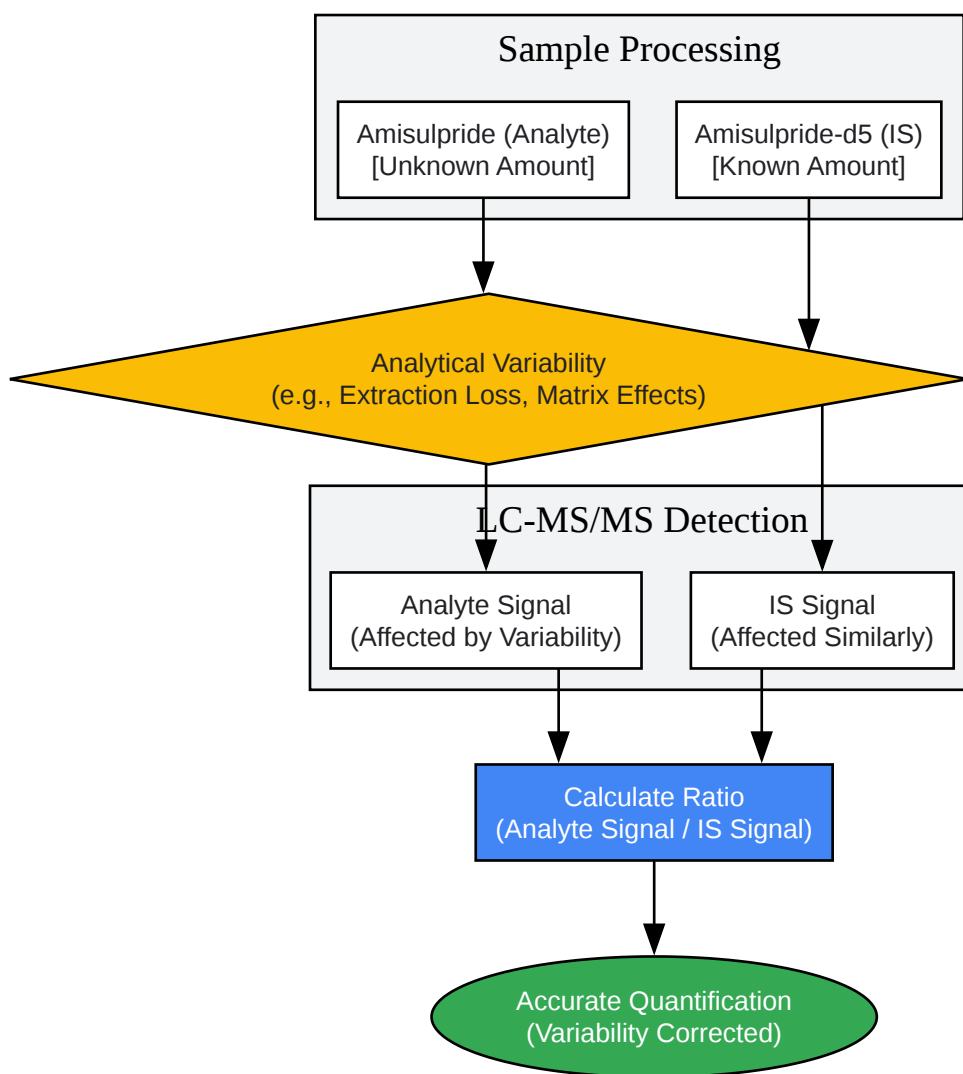 Sample Processing
Amisulpride (Analyte)
[Unknown Amount]
Amisulpride-d5 (IS)
[Known Amount]
Analytical Variability
(e.g., Extraction Loss, Matrix Effects)
LC-MS/MS Detection
Analyte Signal
(Affected by Variability)
IS Signal
(Affected Similarly)
Calculate Ratio
(Analyte Signal / IS Signal)
Accurate Quantification
(Variability Corrected)